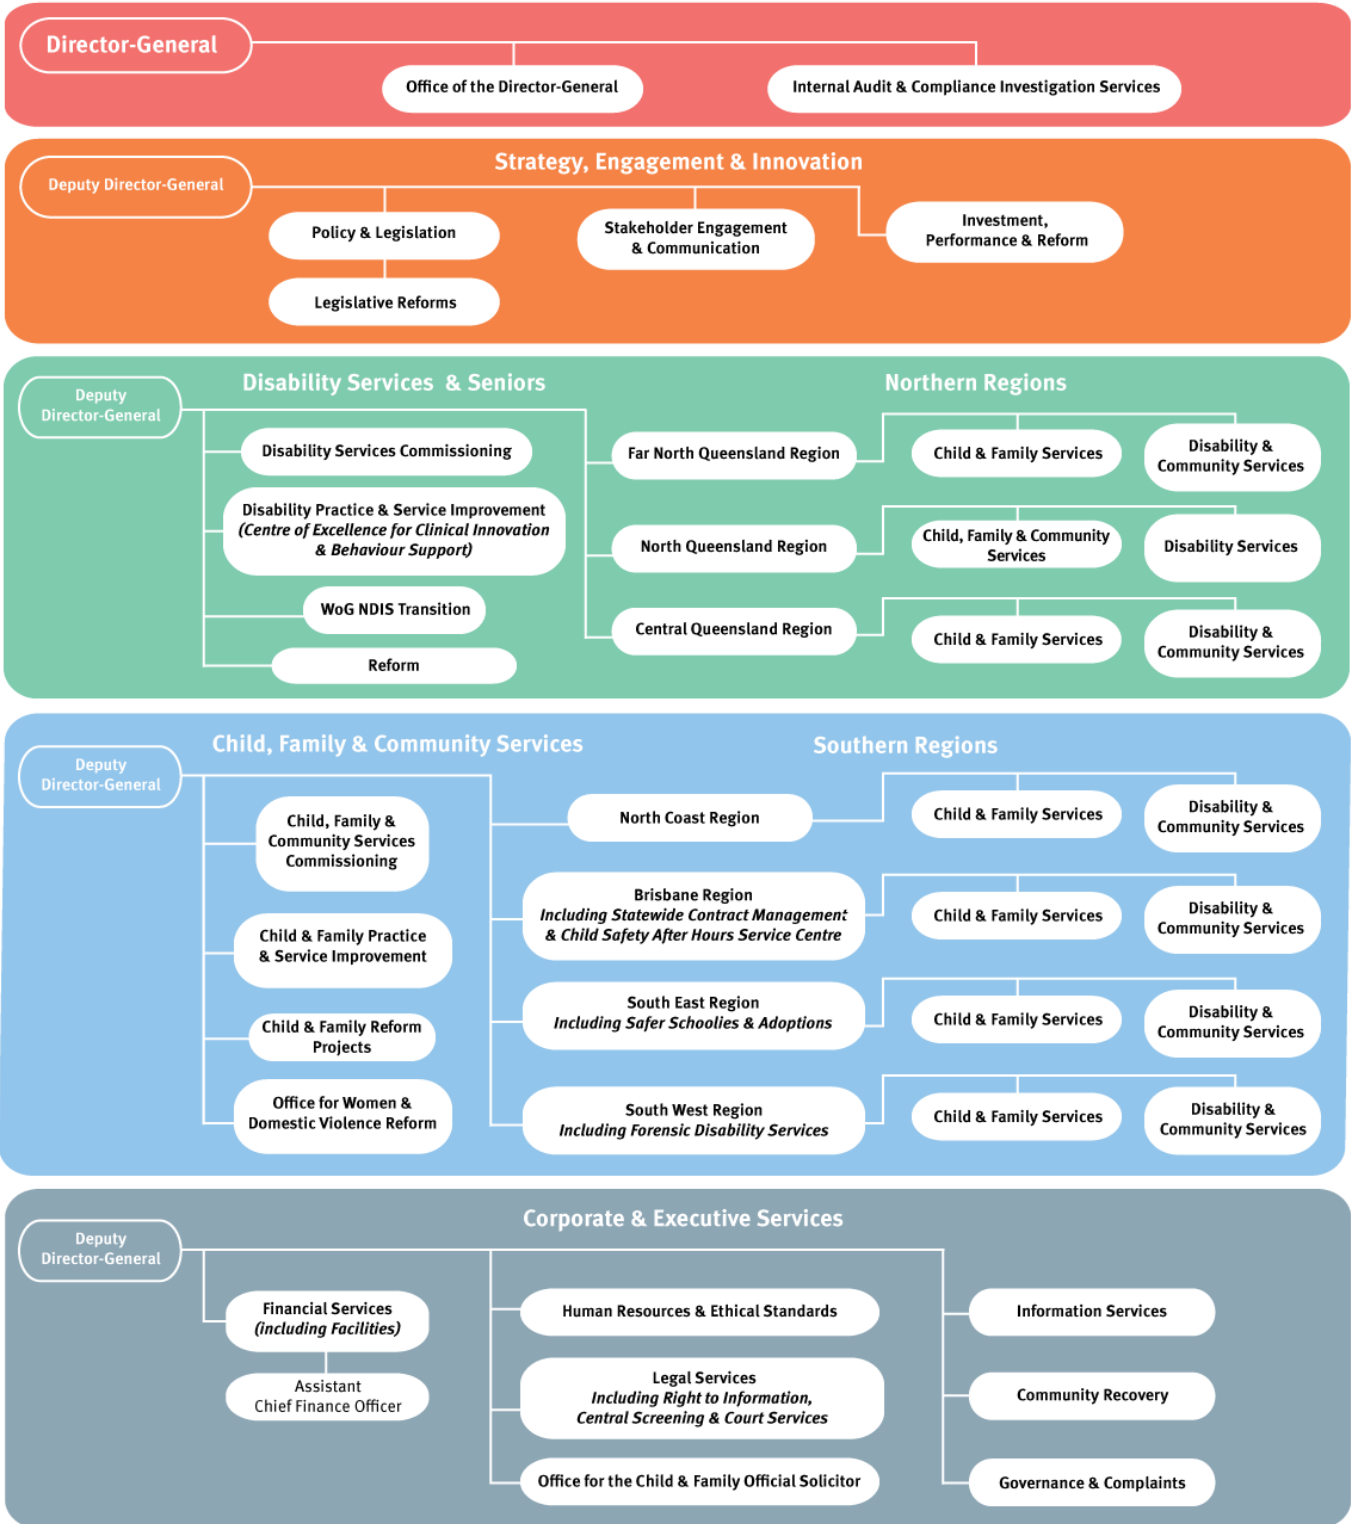 Director-General
Office of the Director-General
Internal Audit & Compliance Investigation Services
Strategy, Engagement & Innovation
Deputy Director-General
Policy & Legislation
Stakeholder Engagement
& Communication
Investment,
Performance & Reform
Legislative Reforms
Disability Services & Seniors
Northern Regions
Deputy
Director-General
Disability Services Commissioning
Disability Practice & Service Improvement
(Centre of Excellence for Clinical Innovation
& Behaviour Support)
WoG NDIS Transition
Reform
Far North Queensland Region
Child & Family Services
Disability &
Community Services
North Queensland Region
Child, Family & Community
Services
Disability Services
Central Queensland Region
Child & Family Services
Disability &
Community Services
Child, Family & Community Services
Southern Regions
Deputy
Director-General
Child, Family &
Community Services
Commissioning
Child & Family Practice
& Service Improvement
Child & Family Reform
Projects
Office for Women &
Domestic Violence Reform
North Coast Region
Child & Family Services
Disability &
Community Services
Brisbane Region
Including Statewide Contract Management
& Child Safety After Hours Service Centre
Child & Family Services
Disability &
Community Services
South East Region
Including Safer Schoolies & Adoptions
Child & Family Services
Disability &
Community Services
South West Region
Including Forensic Disability Services
Child & Family Services
Disability &
Community Services
Corporate & Executive Services
Deputy
Director-General
Financial Services
(including Facilities)
Assistant
Chief Finance Officer
Human Resources & Ethical Standards
Legal Services
Including Right to Information,
Central Screening & Court Services
Office for the Child & Family Official Solicitor
Information Services
Community Recovery
Governance & Complaints